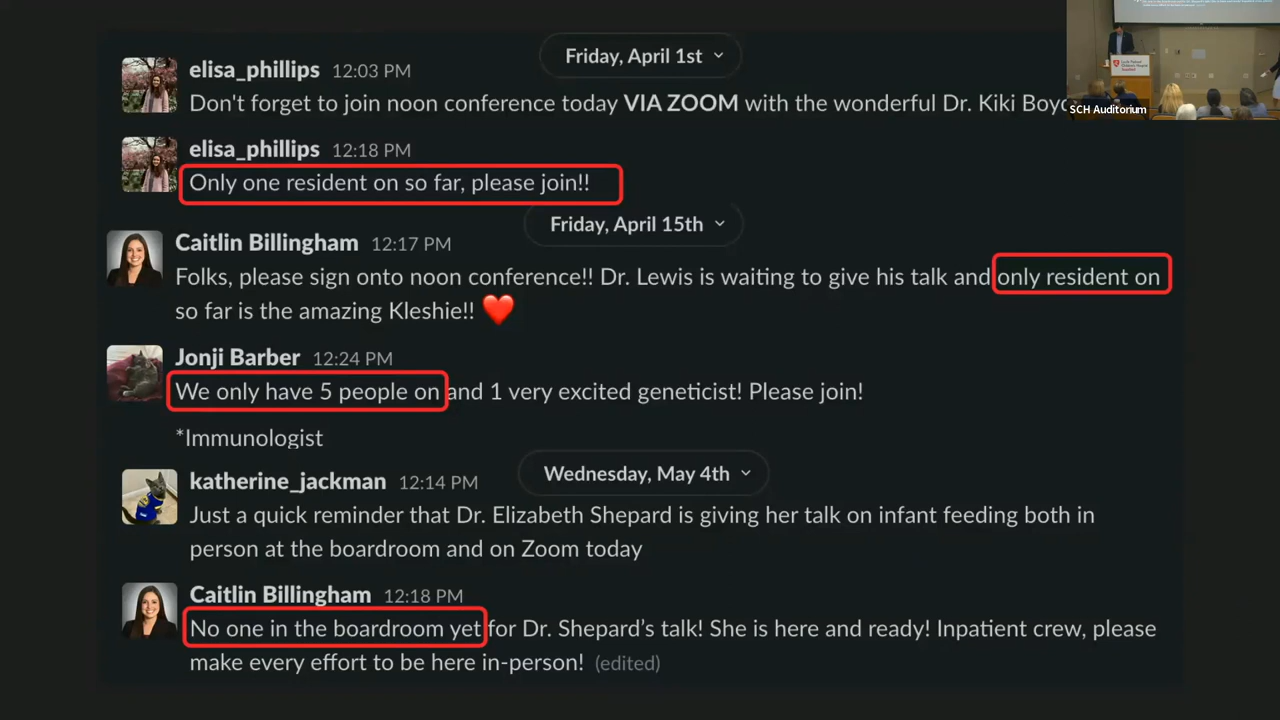 Friday, April 1st
elisa_phillips 12:03 PM
Don't forget to join noon conference today VIA ZOOM with the wonderful Dr. Kiki
SCH Auditorium
elisa_phillips 12:18 PM
Only one resident on so far, please join!!
Friday, April 15th
Caitlin Billingham 12:17 PM
Folks, please sign onto noon conference!! Dr. Lewis is waiting to give his talk and only resident on
so far is the amazing Kleshie!! ❤️
Jonji Barber 12:24 PM
We only have 5 people on and 1 very excited geneticist! Please join!
*Immunologist
Wednesday, May 4th
katherine_jackman 12:14 PM
Just a quick reminder that Dr. Elizabeth Shepard is giving her talk on infant feeding both in
person at the boardroom and on Zoom today
Caitlin Billingham 12:18 PM
No one in the boardroom yet for Dr. Shepard’s talk! She is here and ready! Inpatient crew, please
make every effort to be here in-person! (edited)